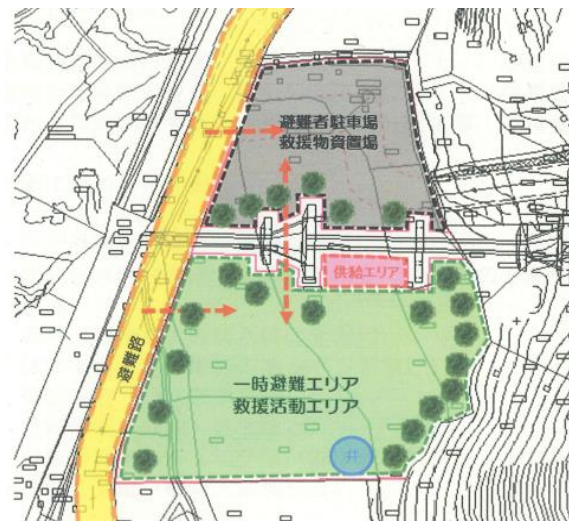 避難者駐車場
救援物資置場
供給エリア
避難路
一時避難エリア
救援活動エリア
井